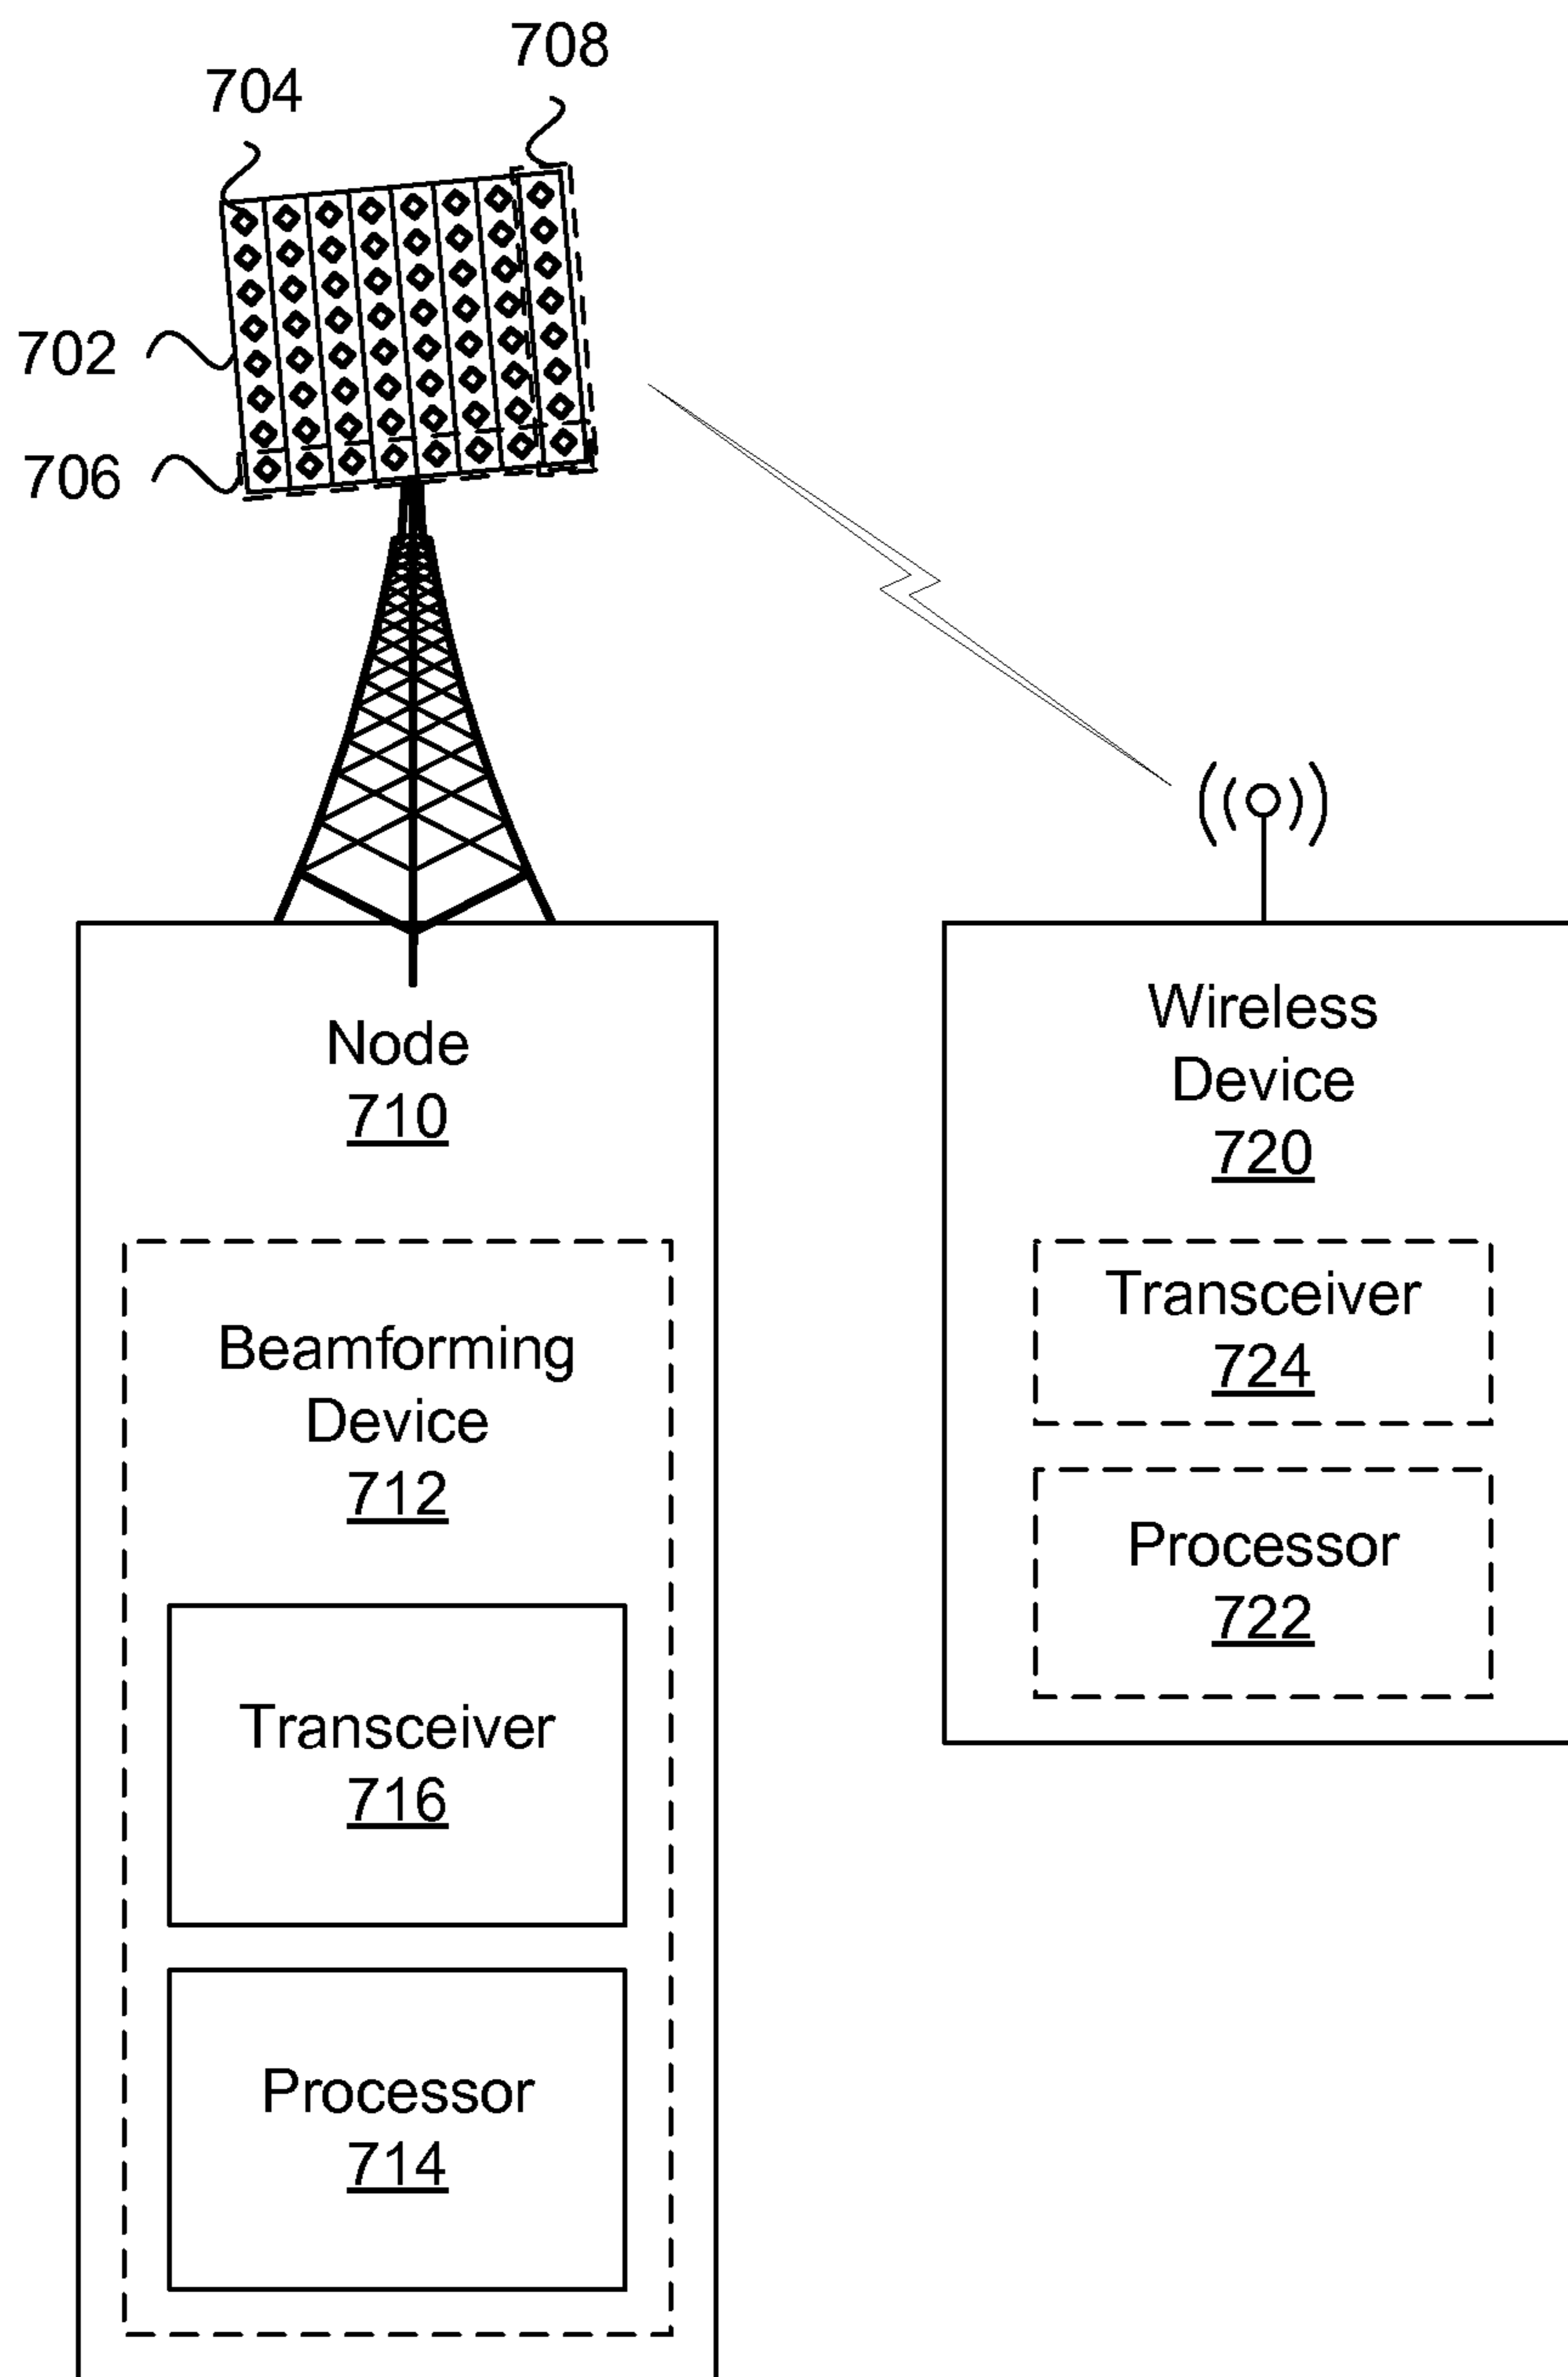 708
704
702
706
Node
710
Beamforming
Device
712
Transceiver
716
Processor
714
Wireless
Device
720
Transceiver
724
Processor
722